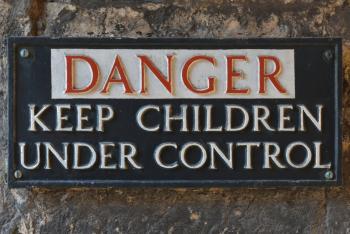 DANGER
KEEP CHILDREN
UNDER CONTROL